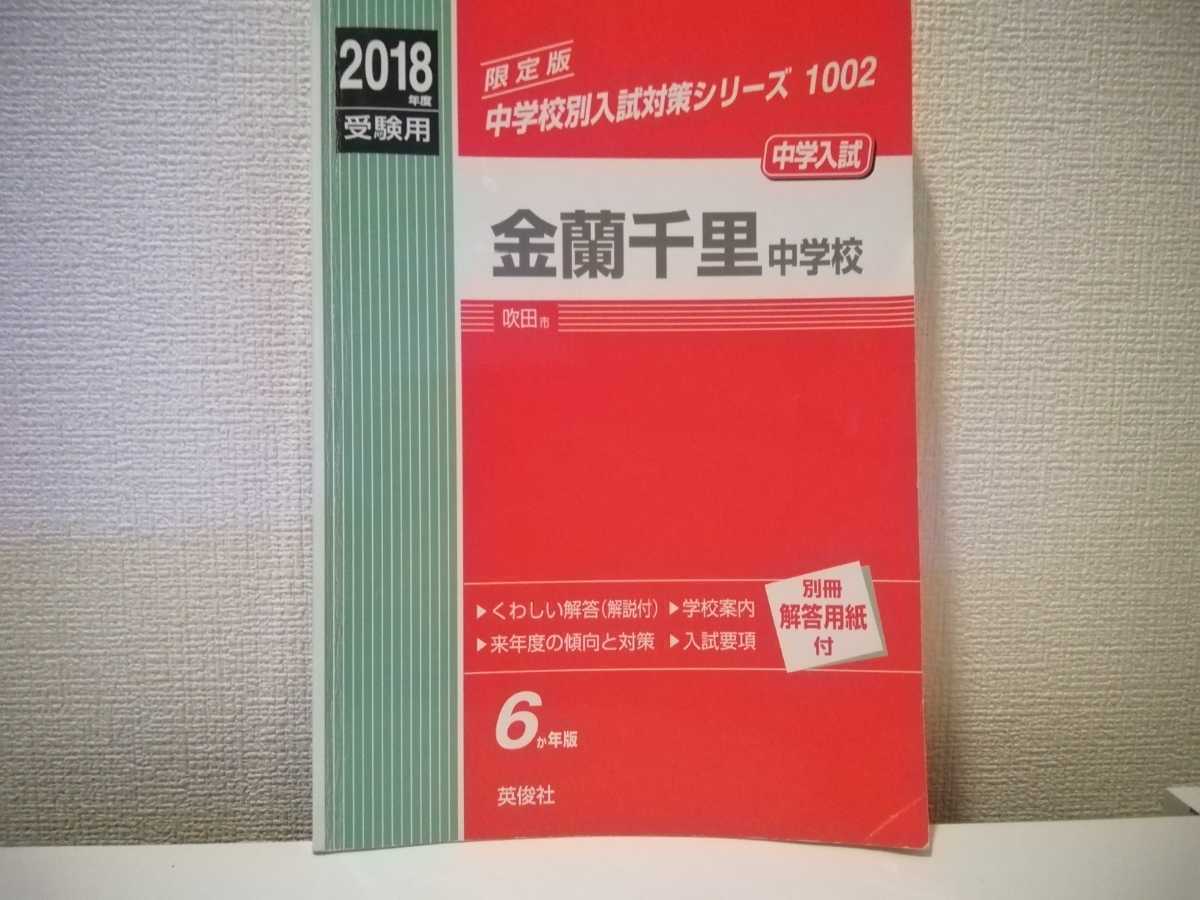 2018
年度
受験用
限定版
中学校別入試対策シリーズ 1002
中学入試
金蘭千里中学校
吹田市
▶くわしい解答(解説付) ▶学校案内
▶来年度の傾向と対策 ▶入試要項
別冊
解答用紙
付
6か年版
英俊社